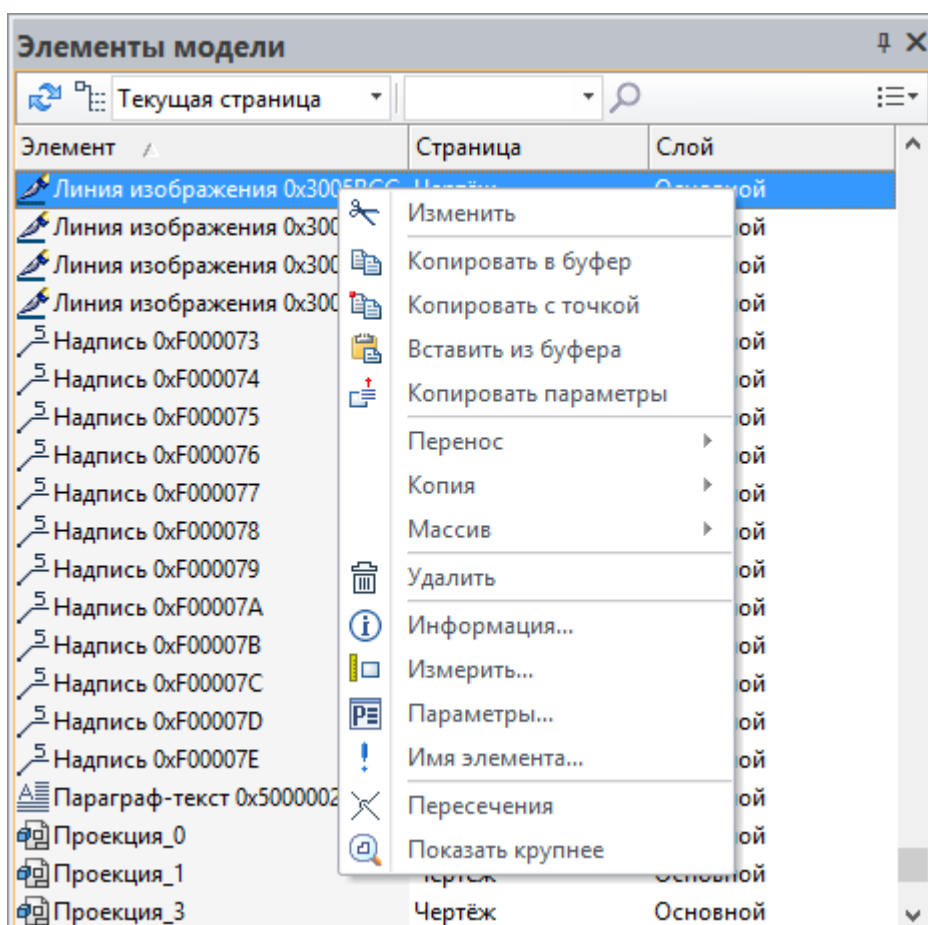 Элементы модели
Текущая страница
Элемент Страница Слой
Линия изображения Основной
Линия изображения 0x300 ой
Линия изображения 0x300 ой
Линия изображения 0x300 ой
Надпись 0xF000073 ой
Надпись 0xF000074 ой
Надпись 0xF000075 ой
Надпись 0xF000076 ой
Надпись 0xF000077 ой
Надпись 0xF000078 ой
Надпись 0xF000079 ой
Надпись 0xF00007A ой
Надпись 0xF00007B ой
Надпись 0xF00007C ой
Надпись 0xF00007D ой
Надпись 0xF00007E ой
Параграф-текст 0x5000002 ой
Проекция_0 ой
Проекция_1 Чертёж Основной
Проекция_3 Чертёж Основной
Изменить
Копировать в буфер
Копировать с точкой
Вставить из буфера
Копировать параметры
Перенос
Копия
Массив
Удалить
Информация...
Измерить...
Параметры...
Имя элемента...
Пересечения
Показать крупнее